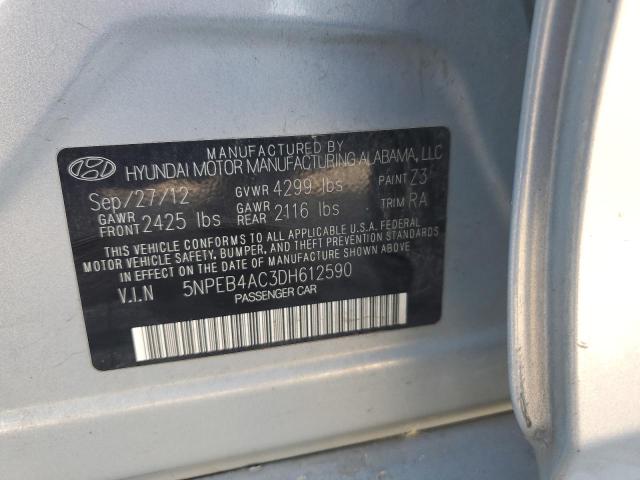 MANUFACTURED BY
HYUNDAI MOTOR MANUFACTURING ALABAMA, LLC
Sep/27/12 GVWR 4299 lbs PAINT Z3
GAWR FRONT 2425 lbs GAWR REAR 2116 lbs TRIM RA
THIS VEHICLE CONFORMS TO ALL APPLICABLE U.S.A. FEDERAL
MOTOR VEHICLE SAFETY, BUMPER, AND THEFT PREVENTION STANDARDS
IN EFFECT ON THE DATE OF MANUFACTURE SHOWN ABOVE.
V.I.N 5NPEB4AC3DH612590
PASSENGER CAR